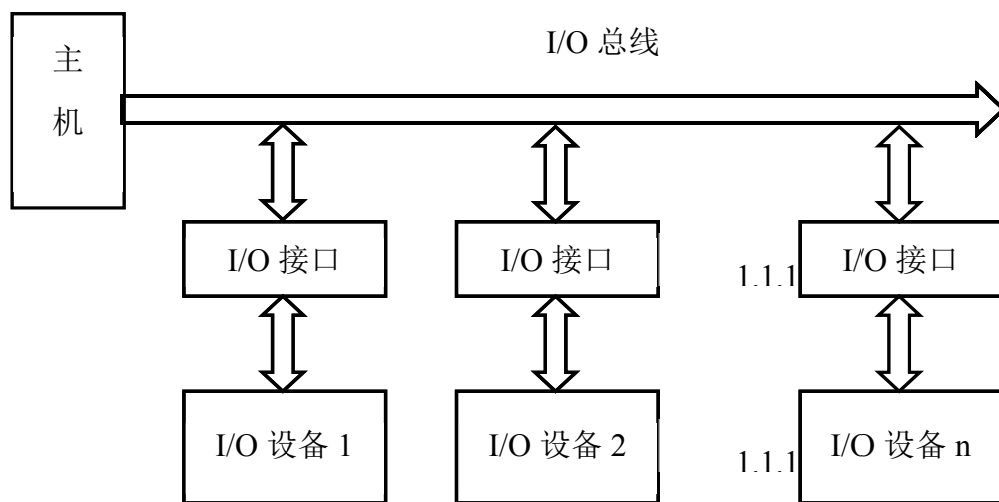 主
机
I/O 总线
I/O 接口
I/O 接口
1.1.1
I/O 接口
I/O 设备 1
I/O 设备 2
1.1.1
I/O 设备 n